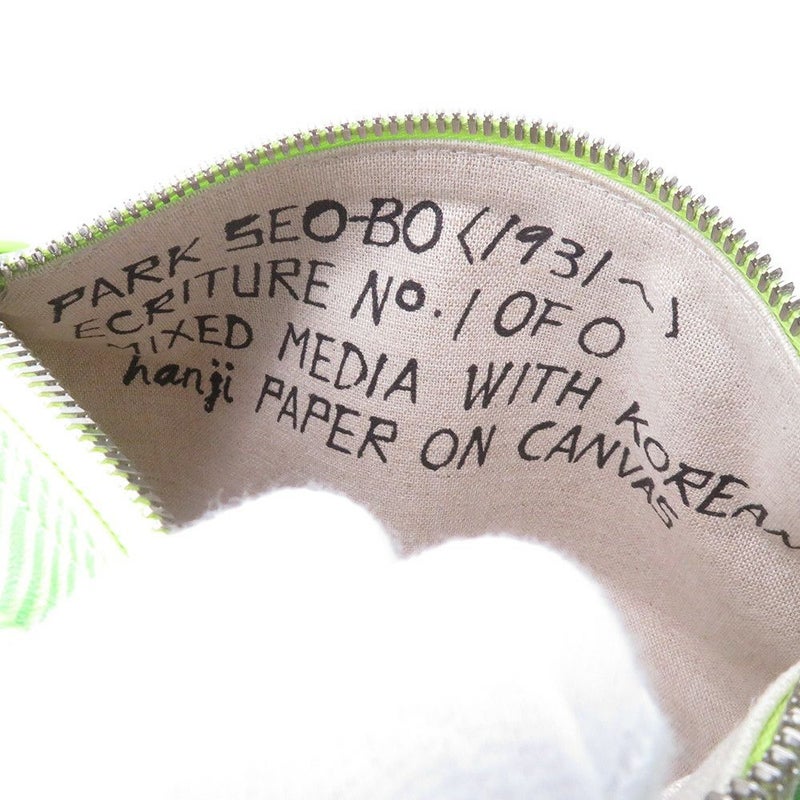 PARK SEO-BO <1931~)
ECRITURE No. 1 OF 0
MIXED MEDIA WITH KOREAN
hanji PAPER ON CANVAS